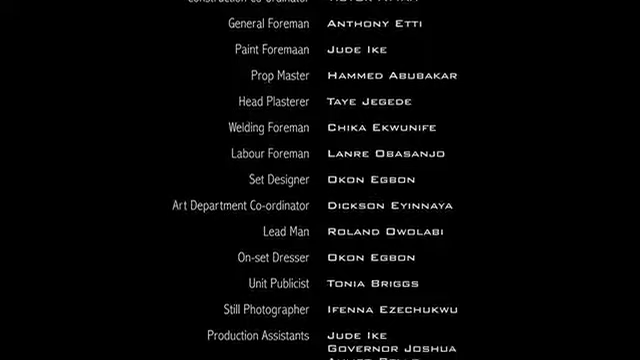 Construction Co-ordinator
General Foreman ANTHONY ETTI
Paint Foremaan JUDE IKE
Prop Master HAMMED ABUBAKAR
Head Plasterer TAYE JEGEDE
Welding Foreman CHIKA EKWUNIFE
Labour Foreman LANRE OBASANJO
Set Designer OKON EGBON
Art Department Co-ordinator DICKSON EYINNAYA
Lead Man ROLAND OWOLABI
On-set Dresser OKON EGBON
Unit Publicist TONIA BRIGGS
Still Photographer IFENNA EZECHUKWU
Production Assistants JUDE IKE
GOVERNOR JOSHUA